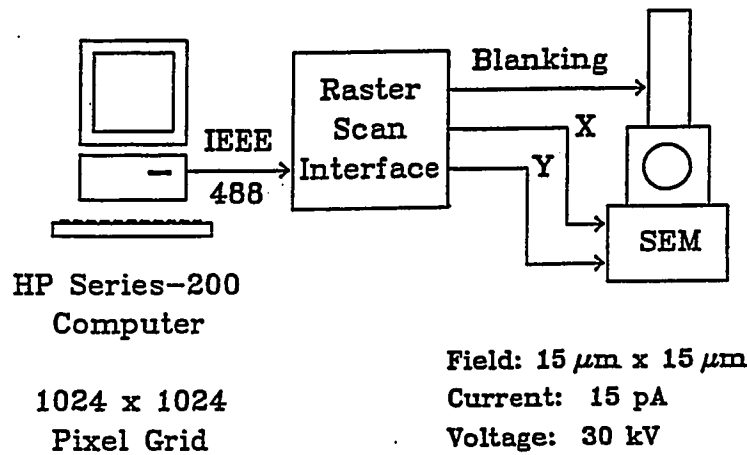 Blanking
Raster
Scan
Interface
X
Y
IEEE
488
SEM
HP Series-200
Computer
1024 x 1024
Pixel Grid
Field: 15 μm x 15 μm
Current: 15 pA
Voltage: 30 kV